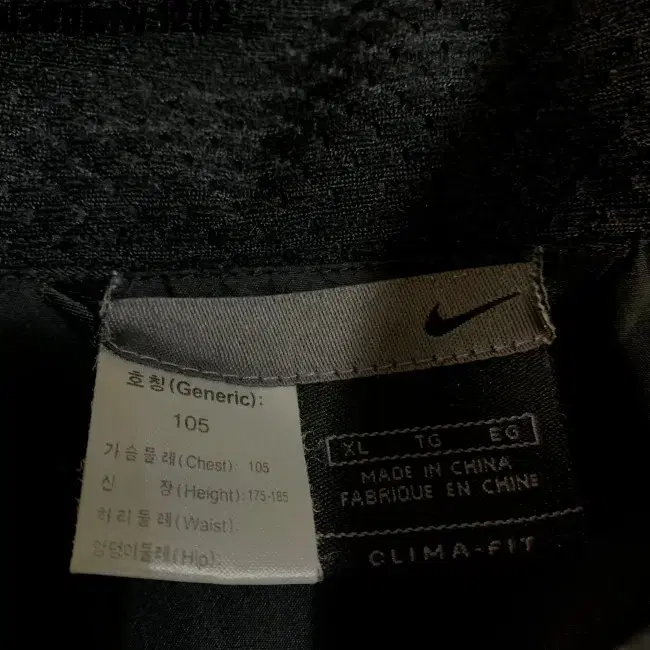 호칭(Generic):
105
가슴둘레(Chest): 105
신 장(Height): 175-185
허리둘레(Waist):
엉덩이둘레(Hip):
XL TG EG
MADE IN CHINA
FABRIQUE EN CHINE
CLIMA-FIT